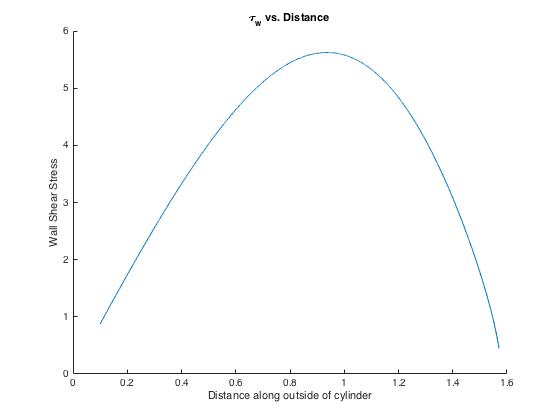 τw vs. Distance
6
5
4
3
2
1
0
Wall Shear Stress
0 0.2 0.4 0.6 0.8 1 1.2 1.4 1.6
Distance along outside of cylinder